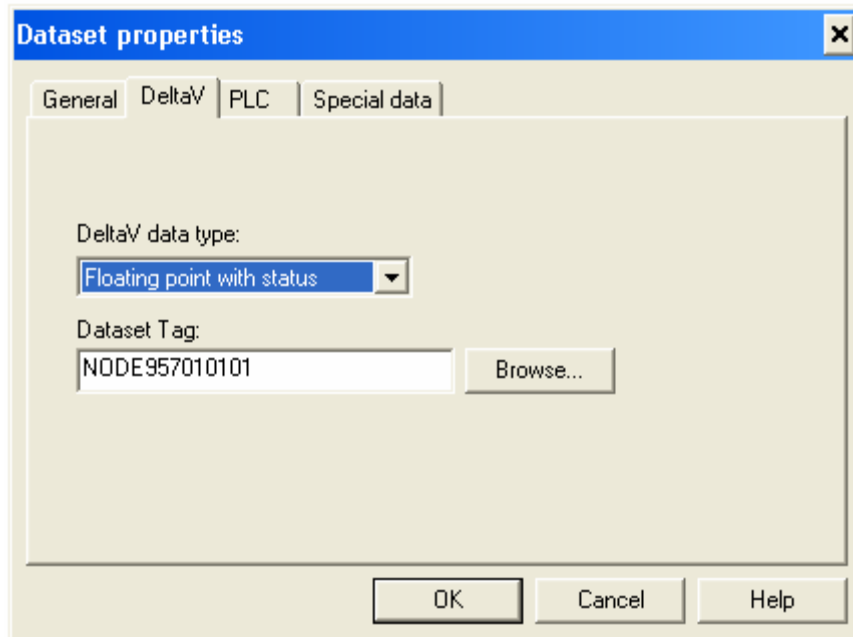 Dataset properties
General DeltaV PLC Special data
DeltaV data type:
Floating point with status
Dataset Tag:
NODE957010101
Browse...
OK Cancel Help